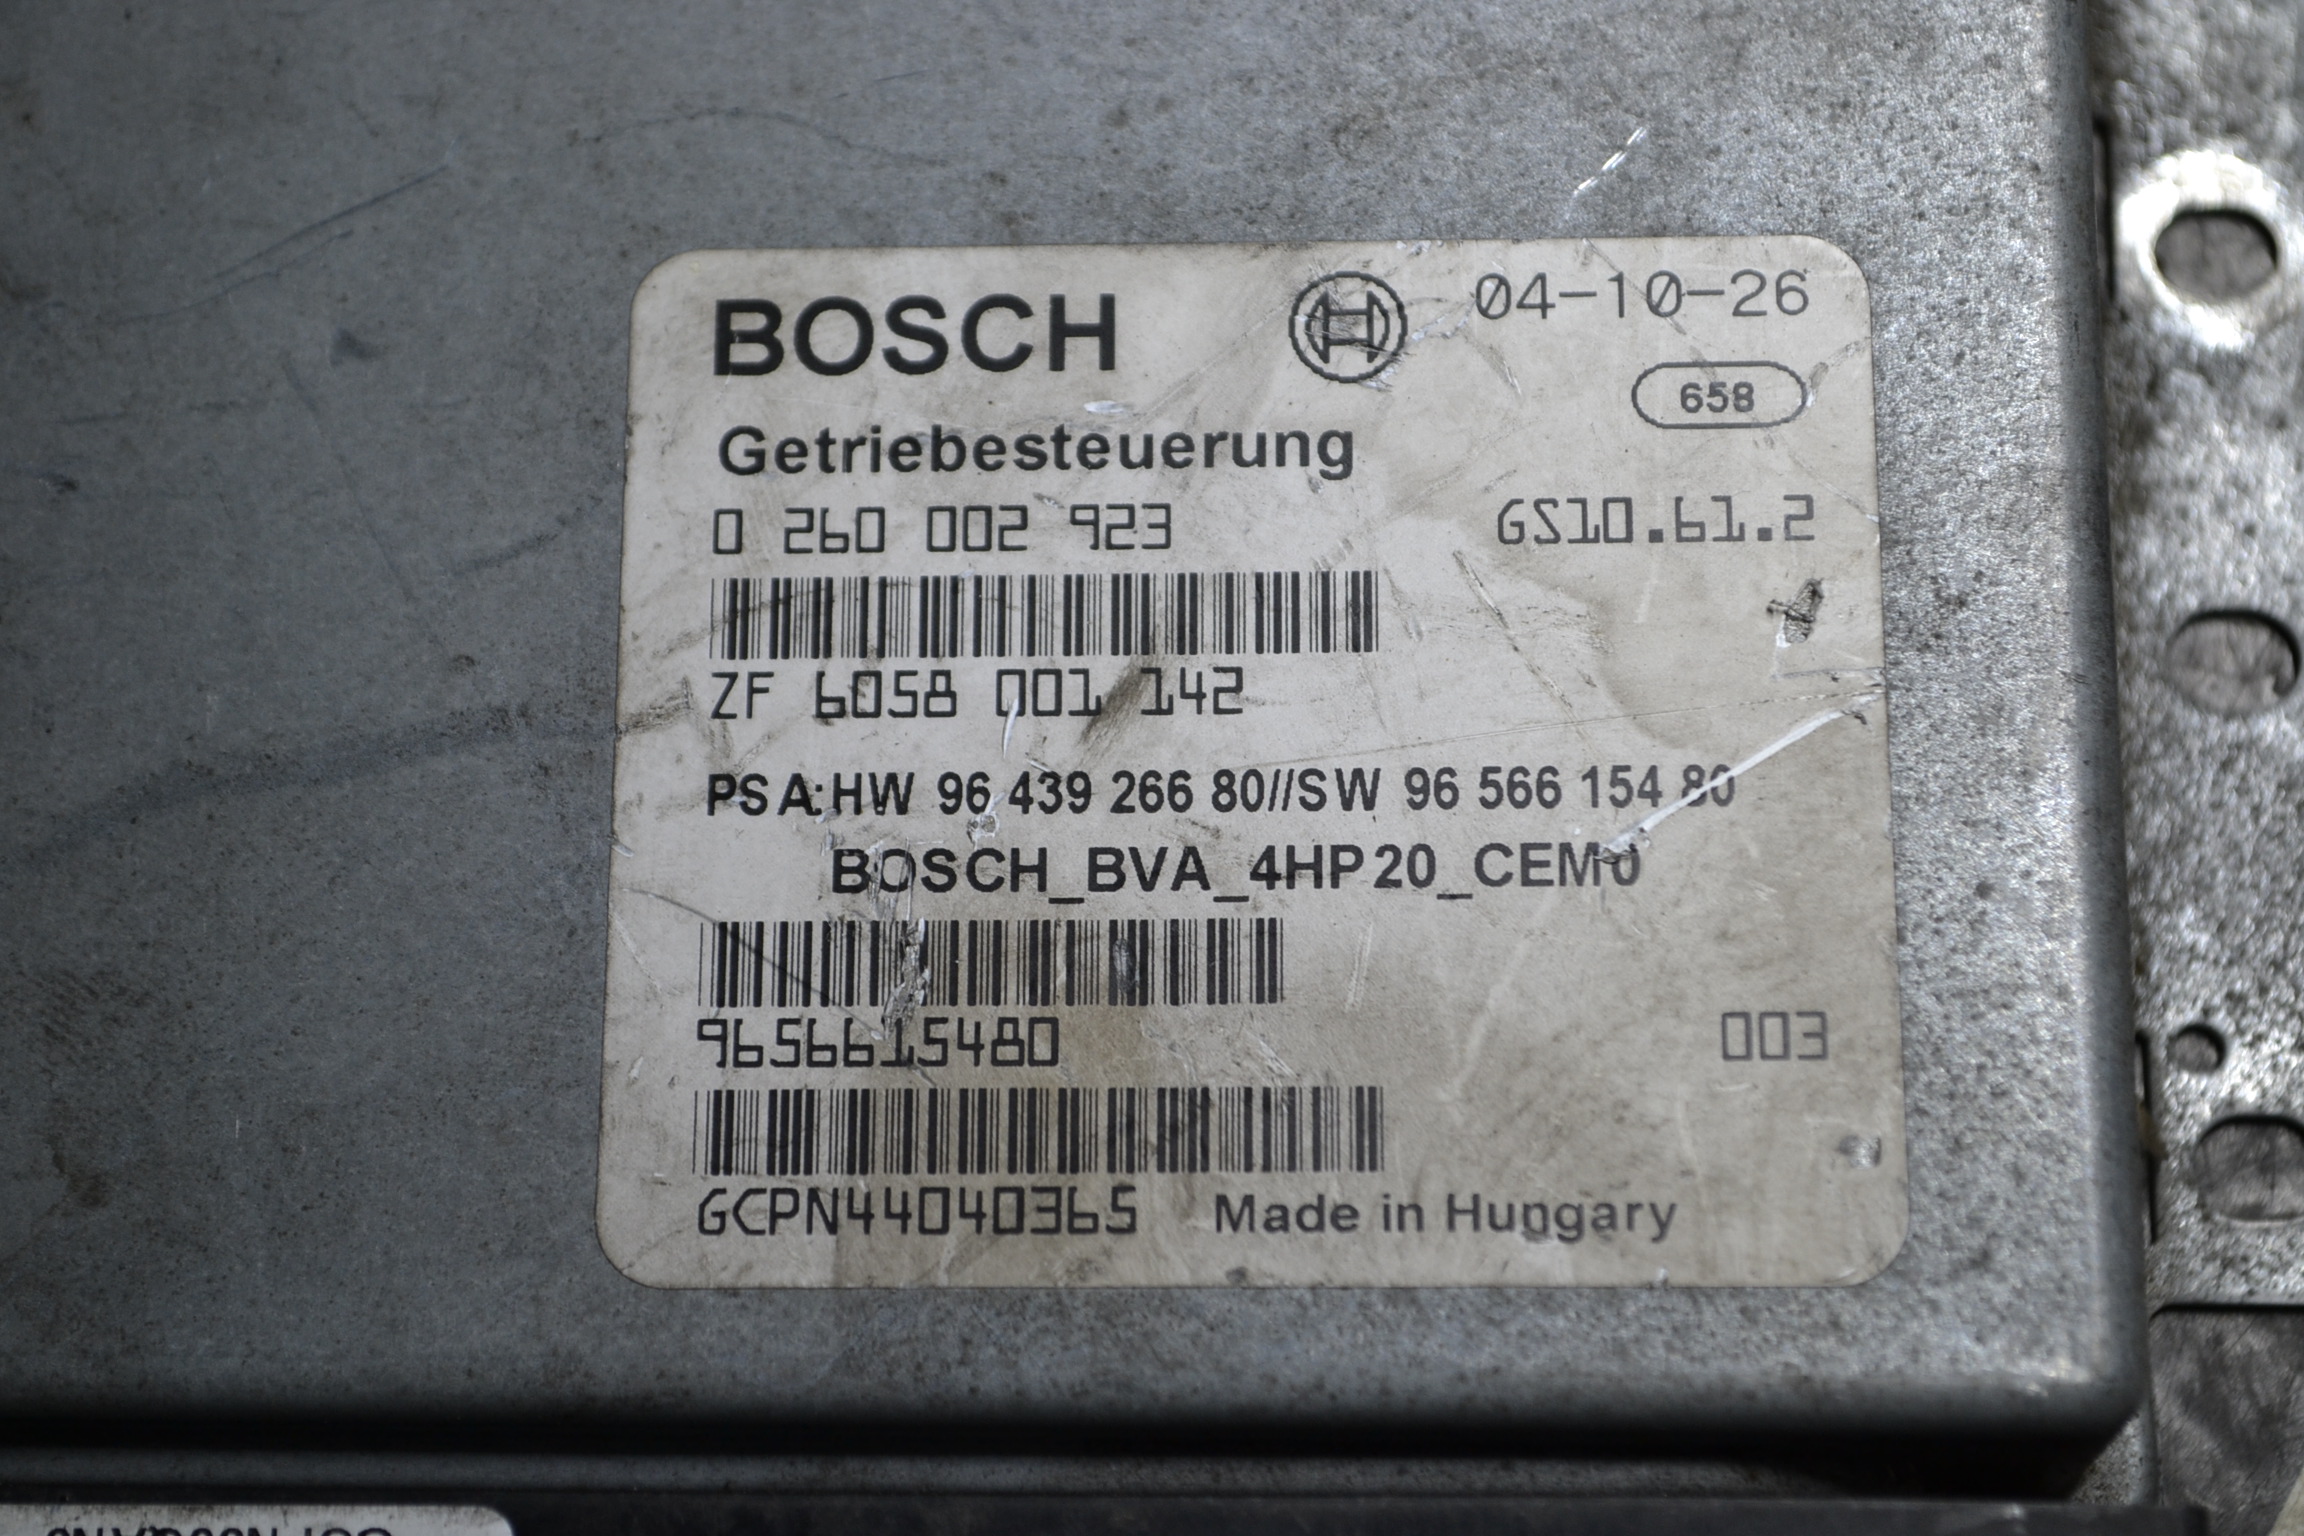 BOSCH 04-10-26
658
Getriebesteuerung
0 260 002 923 GS10.61.2
ZF 6058 001 142
PSA:HW 96 439 266 80//SW 96 566 154 80
BOSCH_BVA_4HP20_CEM0
9656615480 003
GCPN44040365 Made in Hungary